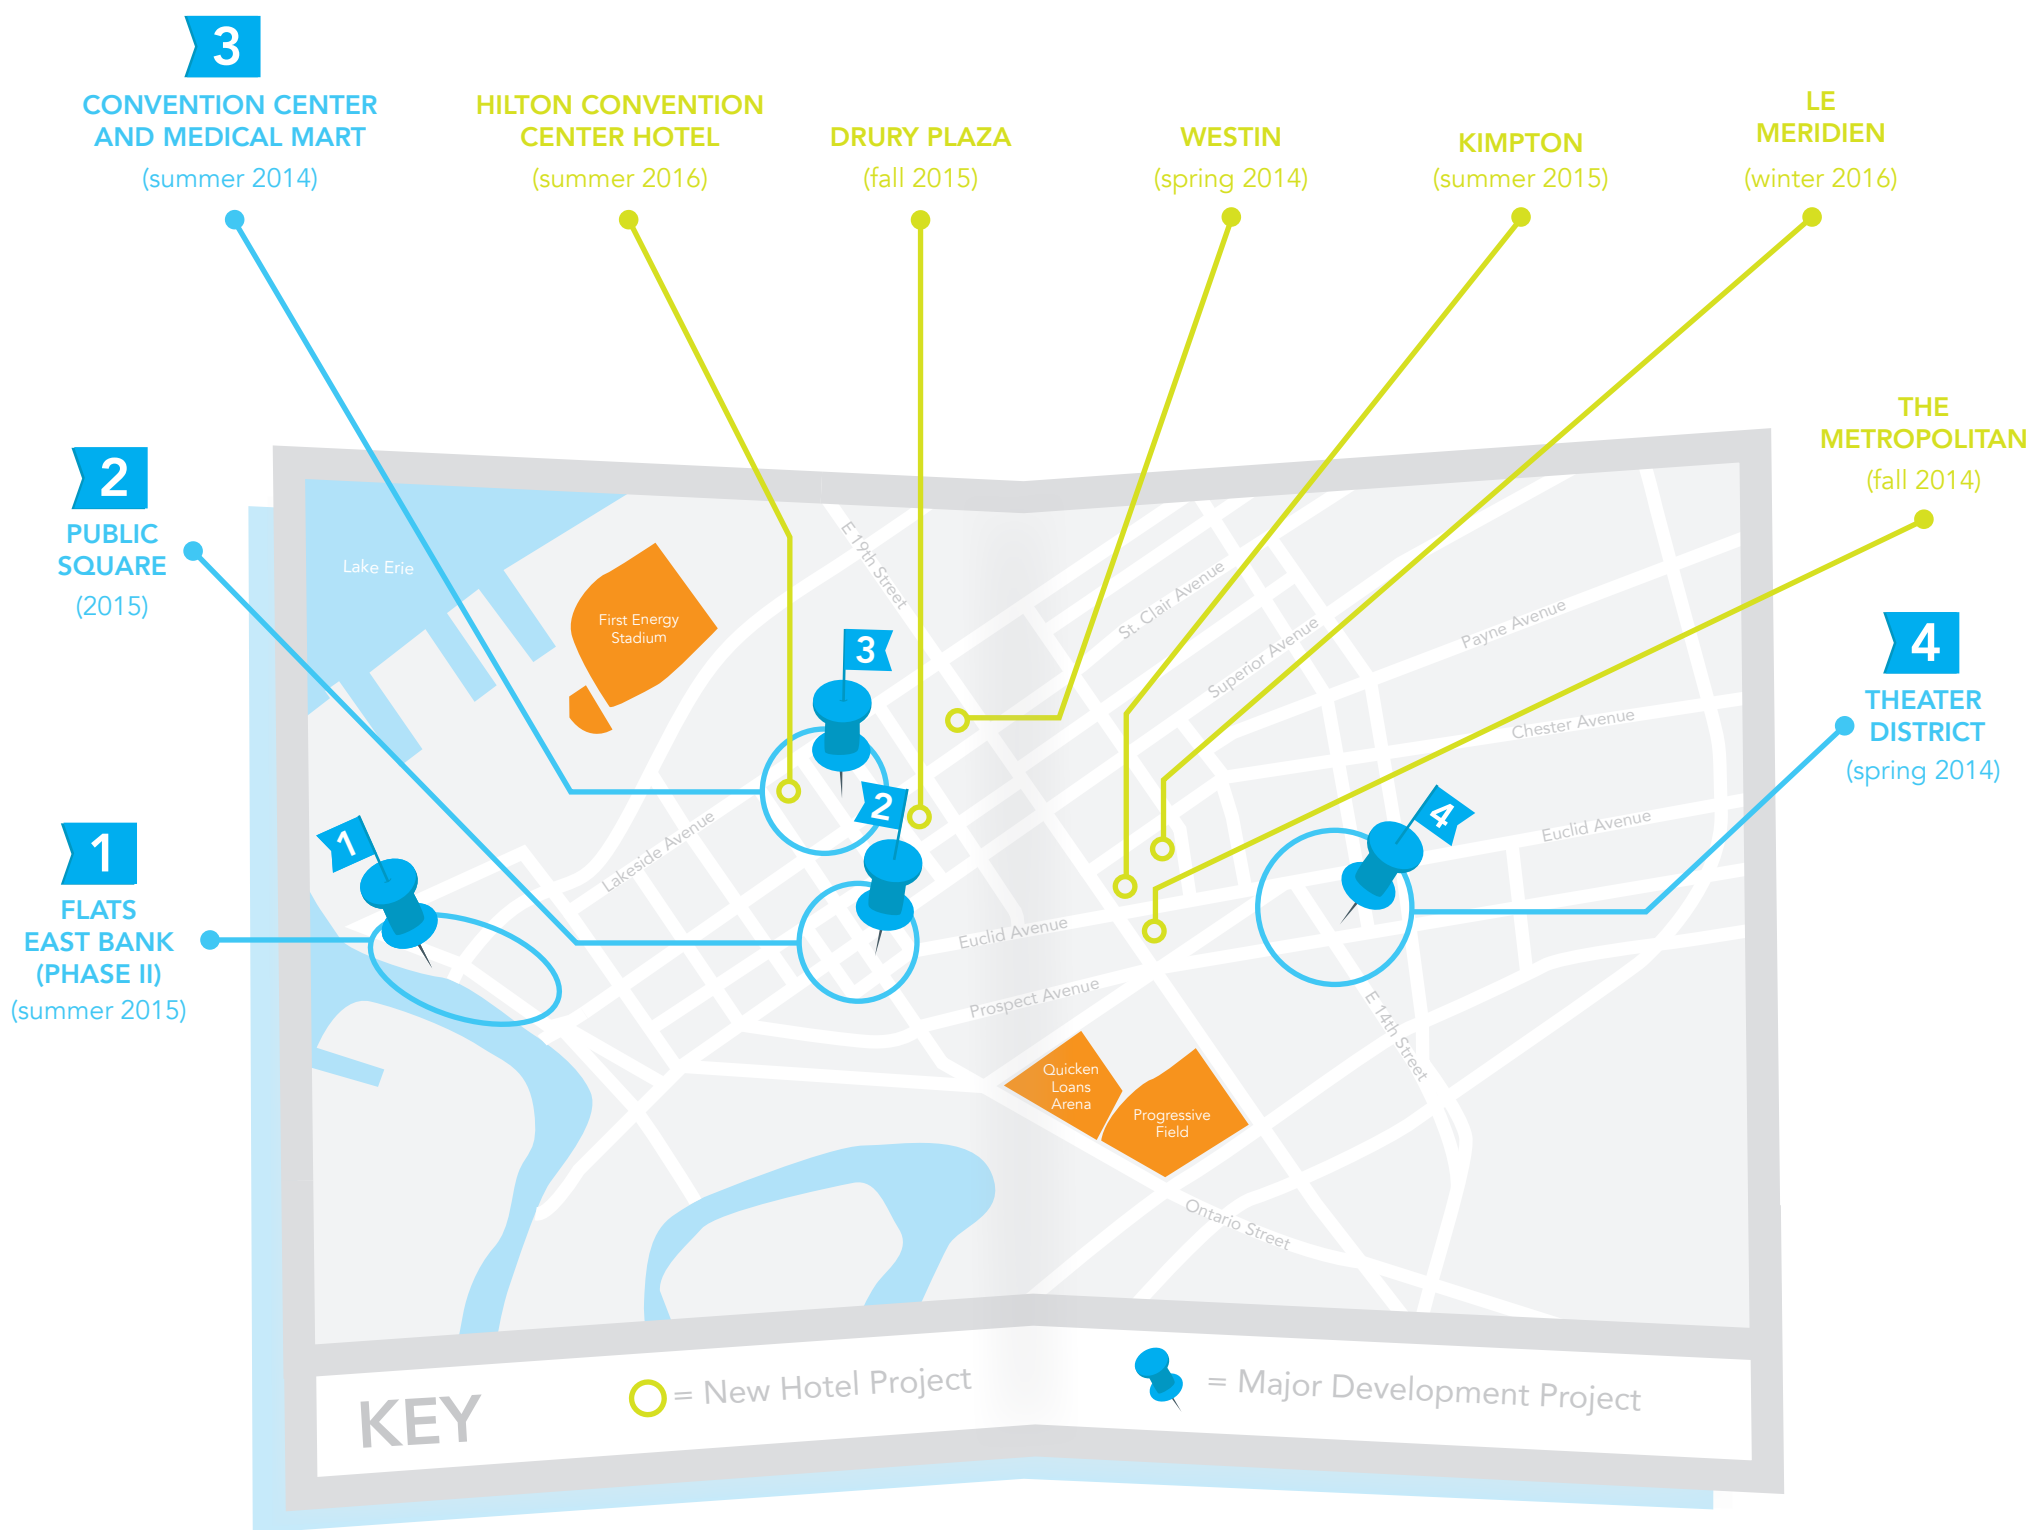 3
CONVENTION CENTER
AND MEDICAL MART
(summer 2014)
HILTON CONVENTION
CENTER HOTEL
(summer 2016)
DRURY PLAZA
(fall 2015)
WESTIN
(spring 2014)
KIMPTON
(summer 2015)
LE
MERIDIEN
(winter 2016)
THE
METROPOLITAN
(fall 2014)
2
PUBLIC
SQUARE
(2015)
4
THEATER
DISTRICT
(spring 2014)
1
FLATS
EAST BANK
(PHASE II)
(summer 2015)
Lake Erie
First Energy
Stadium
E 19th Street
St. Clair Avenue
Superior Avenue
Payne Avenue
Chester Avenue
Euclid Avenue
3
2
1
4
Lakeside Avenue
Euclid Avenue
Prospect Avenue
E 14th Street
Quicken
Loans
Arena
Progressive
Field
Ontario Street
KEY
= New Hotel Project
= Major Development Project